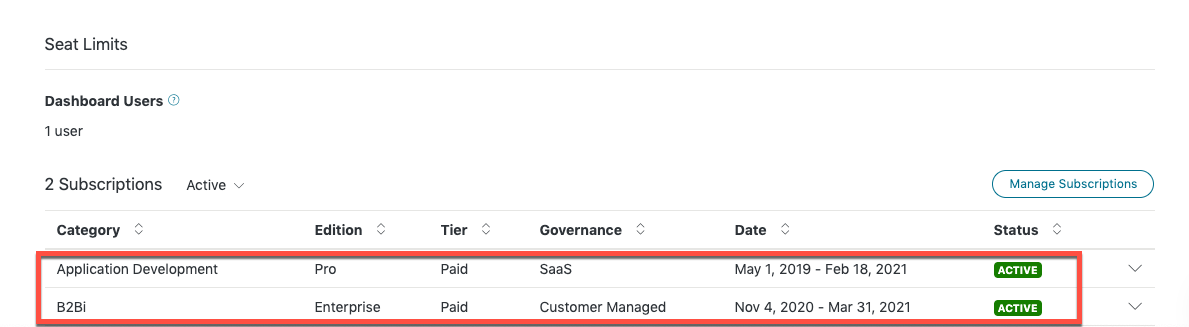 Seat Limits
Dashboard Users ?
1 user
2 Subscriptions Active Manage Subscriptions
Category Edition Tier Governance Date Status
Application Development Pro Paid SaaS May 1, 2019 - Feb 18, 2021 ACTIVE
B2Bi Enterprise Paid Customer Managed Nov 4, 2020 - Mar 31, 2021 ACTIVE